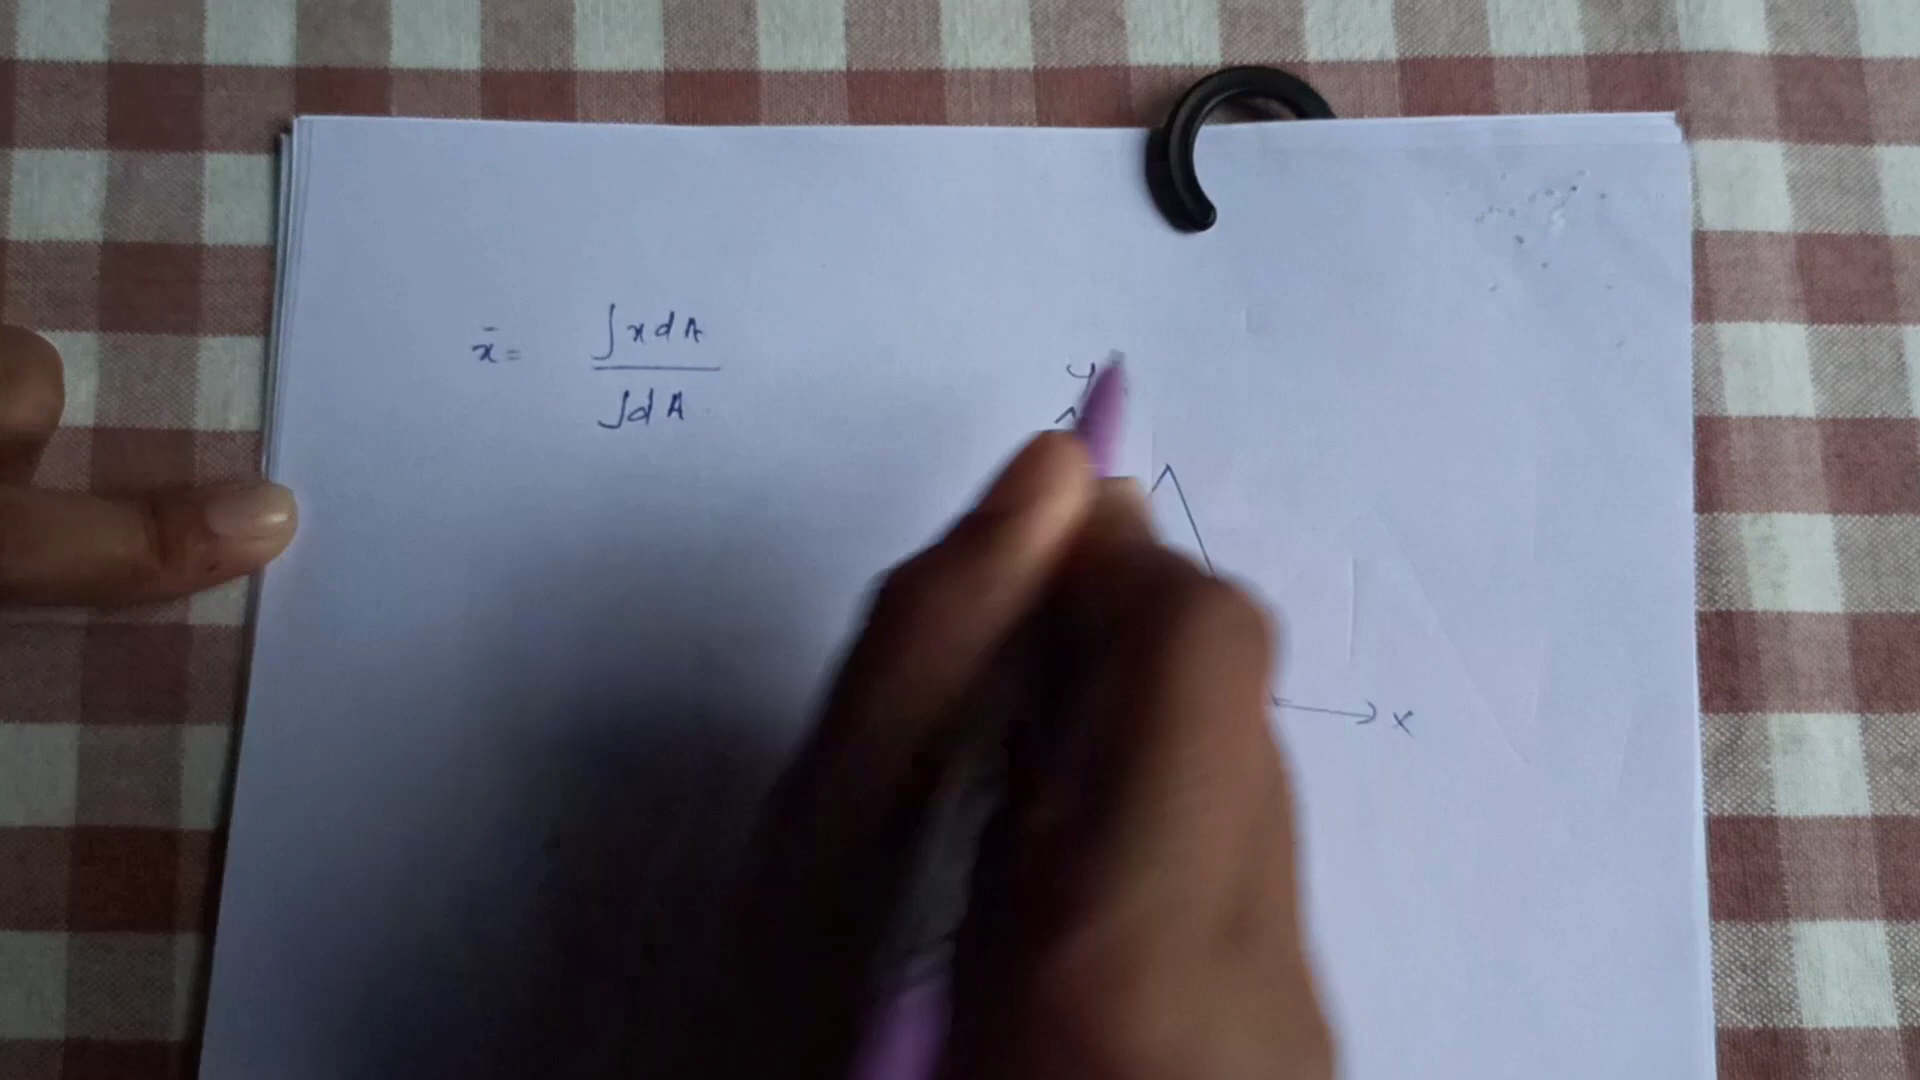 x̄ = ∫x dA
∫dA
y
x